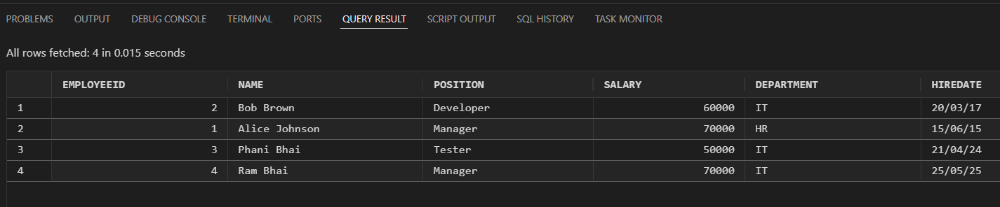 PROBLEMS OUTPUT DEBUG CONSOLE TERMINAL PORTS QUERY RESULT SCRIPT OUTPUT SQL HISTORY TASK MONITOR
All rows fetched: 4 in 0.015 seconds
EMPLOYEEID NAME POSITION SALARY DEPARTMENT HIREDATE
1 2 Bob Brown Developer 60000 IT 20/03/17
2 1 Alice Johnson Manager 70000 HR 15/06/15
3 3 Phani Bhai Tester 50000 IT 21/04/24
4 4 Ram Bhai Manager 70000 IT 25/05/25